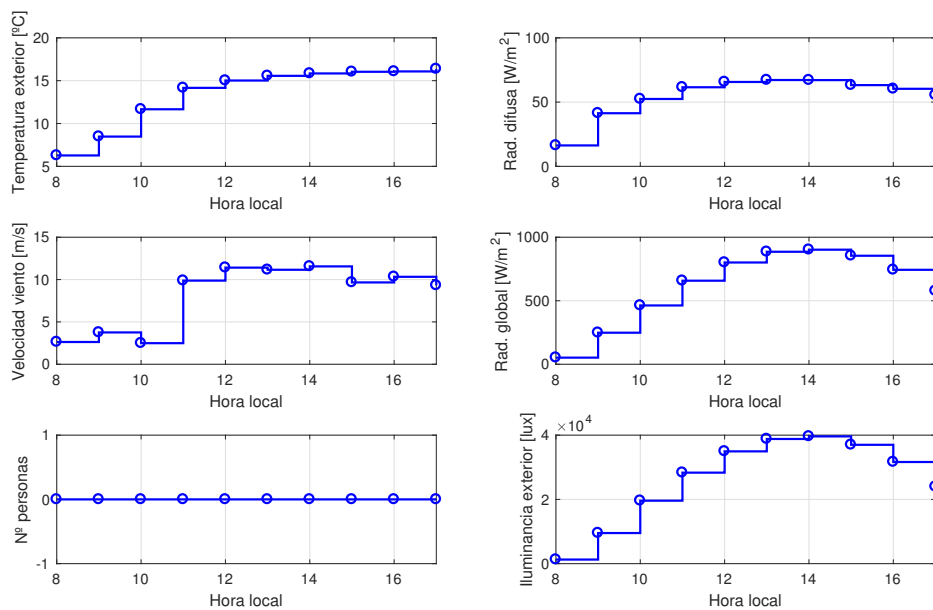 Temperatura exterior [ºC]
20
15
10
5
8 10 12 14 16
Hora local
Rad. difusa [W/m²]
100
50
0
8 10 12 14 16
Hora local
Velocidad viento [m/s]
15
10
5
0
8 10 12 14 16
Hora local
Rad. global [W/m²]
1000
500
0
8 10 12 14 16
Hora local
Nº personas
1
0
-1
8 10 12 14 16
Hora local
Iluminancia exterior [lux]
×10⁴
4
2
0
8 10 12 14 16
Hora local